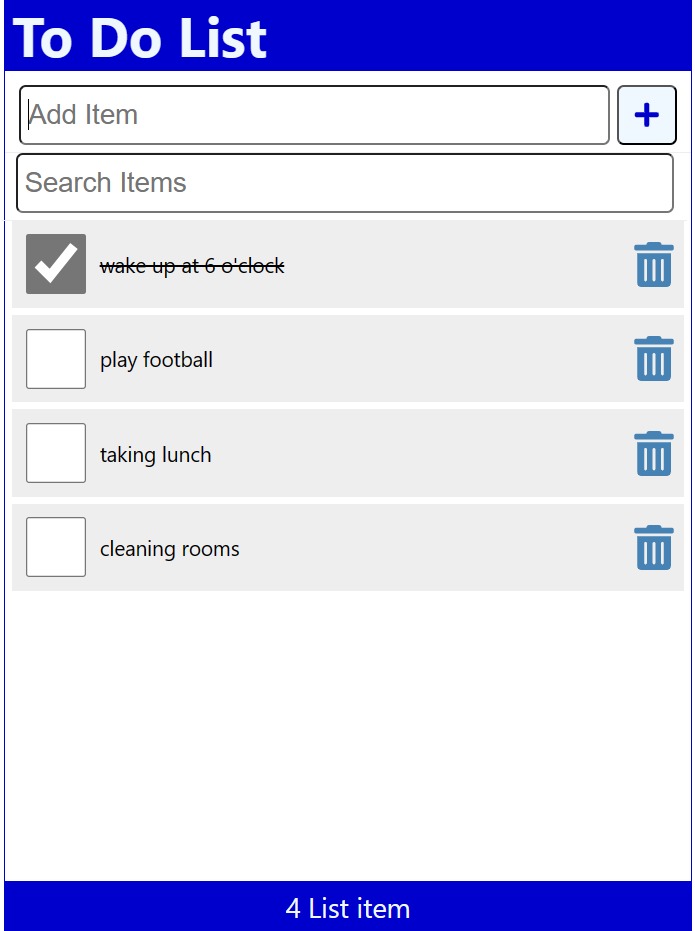 To Do List
Add Item
Search Items
wake up at 6 o'clock
play football
taking lunch
cleaning rooms
4 List item